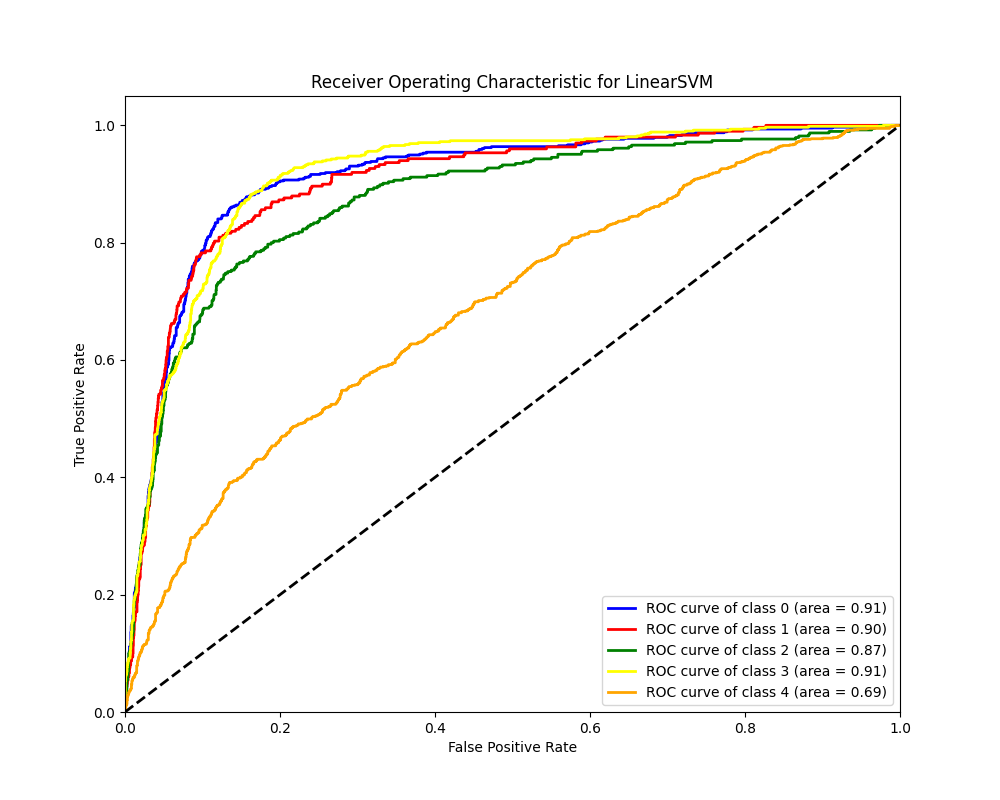 Receiver Operating Characteristic for LinearSVM
1.0
0.8
0.6
0.4
0.2
0.0
True Positive Rate
ROC curve of class 0 (area = 0.91)
ROC curve of class 1 (area = 0.90)
ROC curve of class 2 (area = 0.87)
ROC curve of class 3 (area = 0.91)
ROC curve of class 4 (area = 0.69)
0.0 0.2 0.4 0.6 0.8 1.0
False Positive Rate